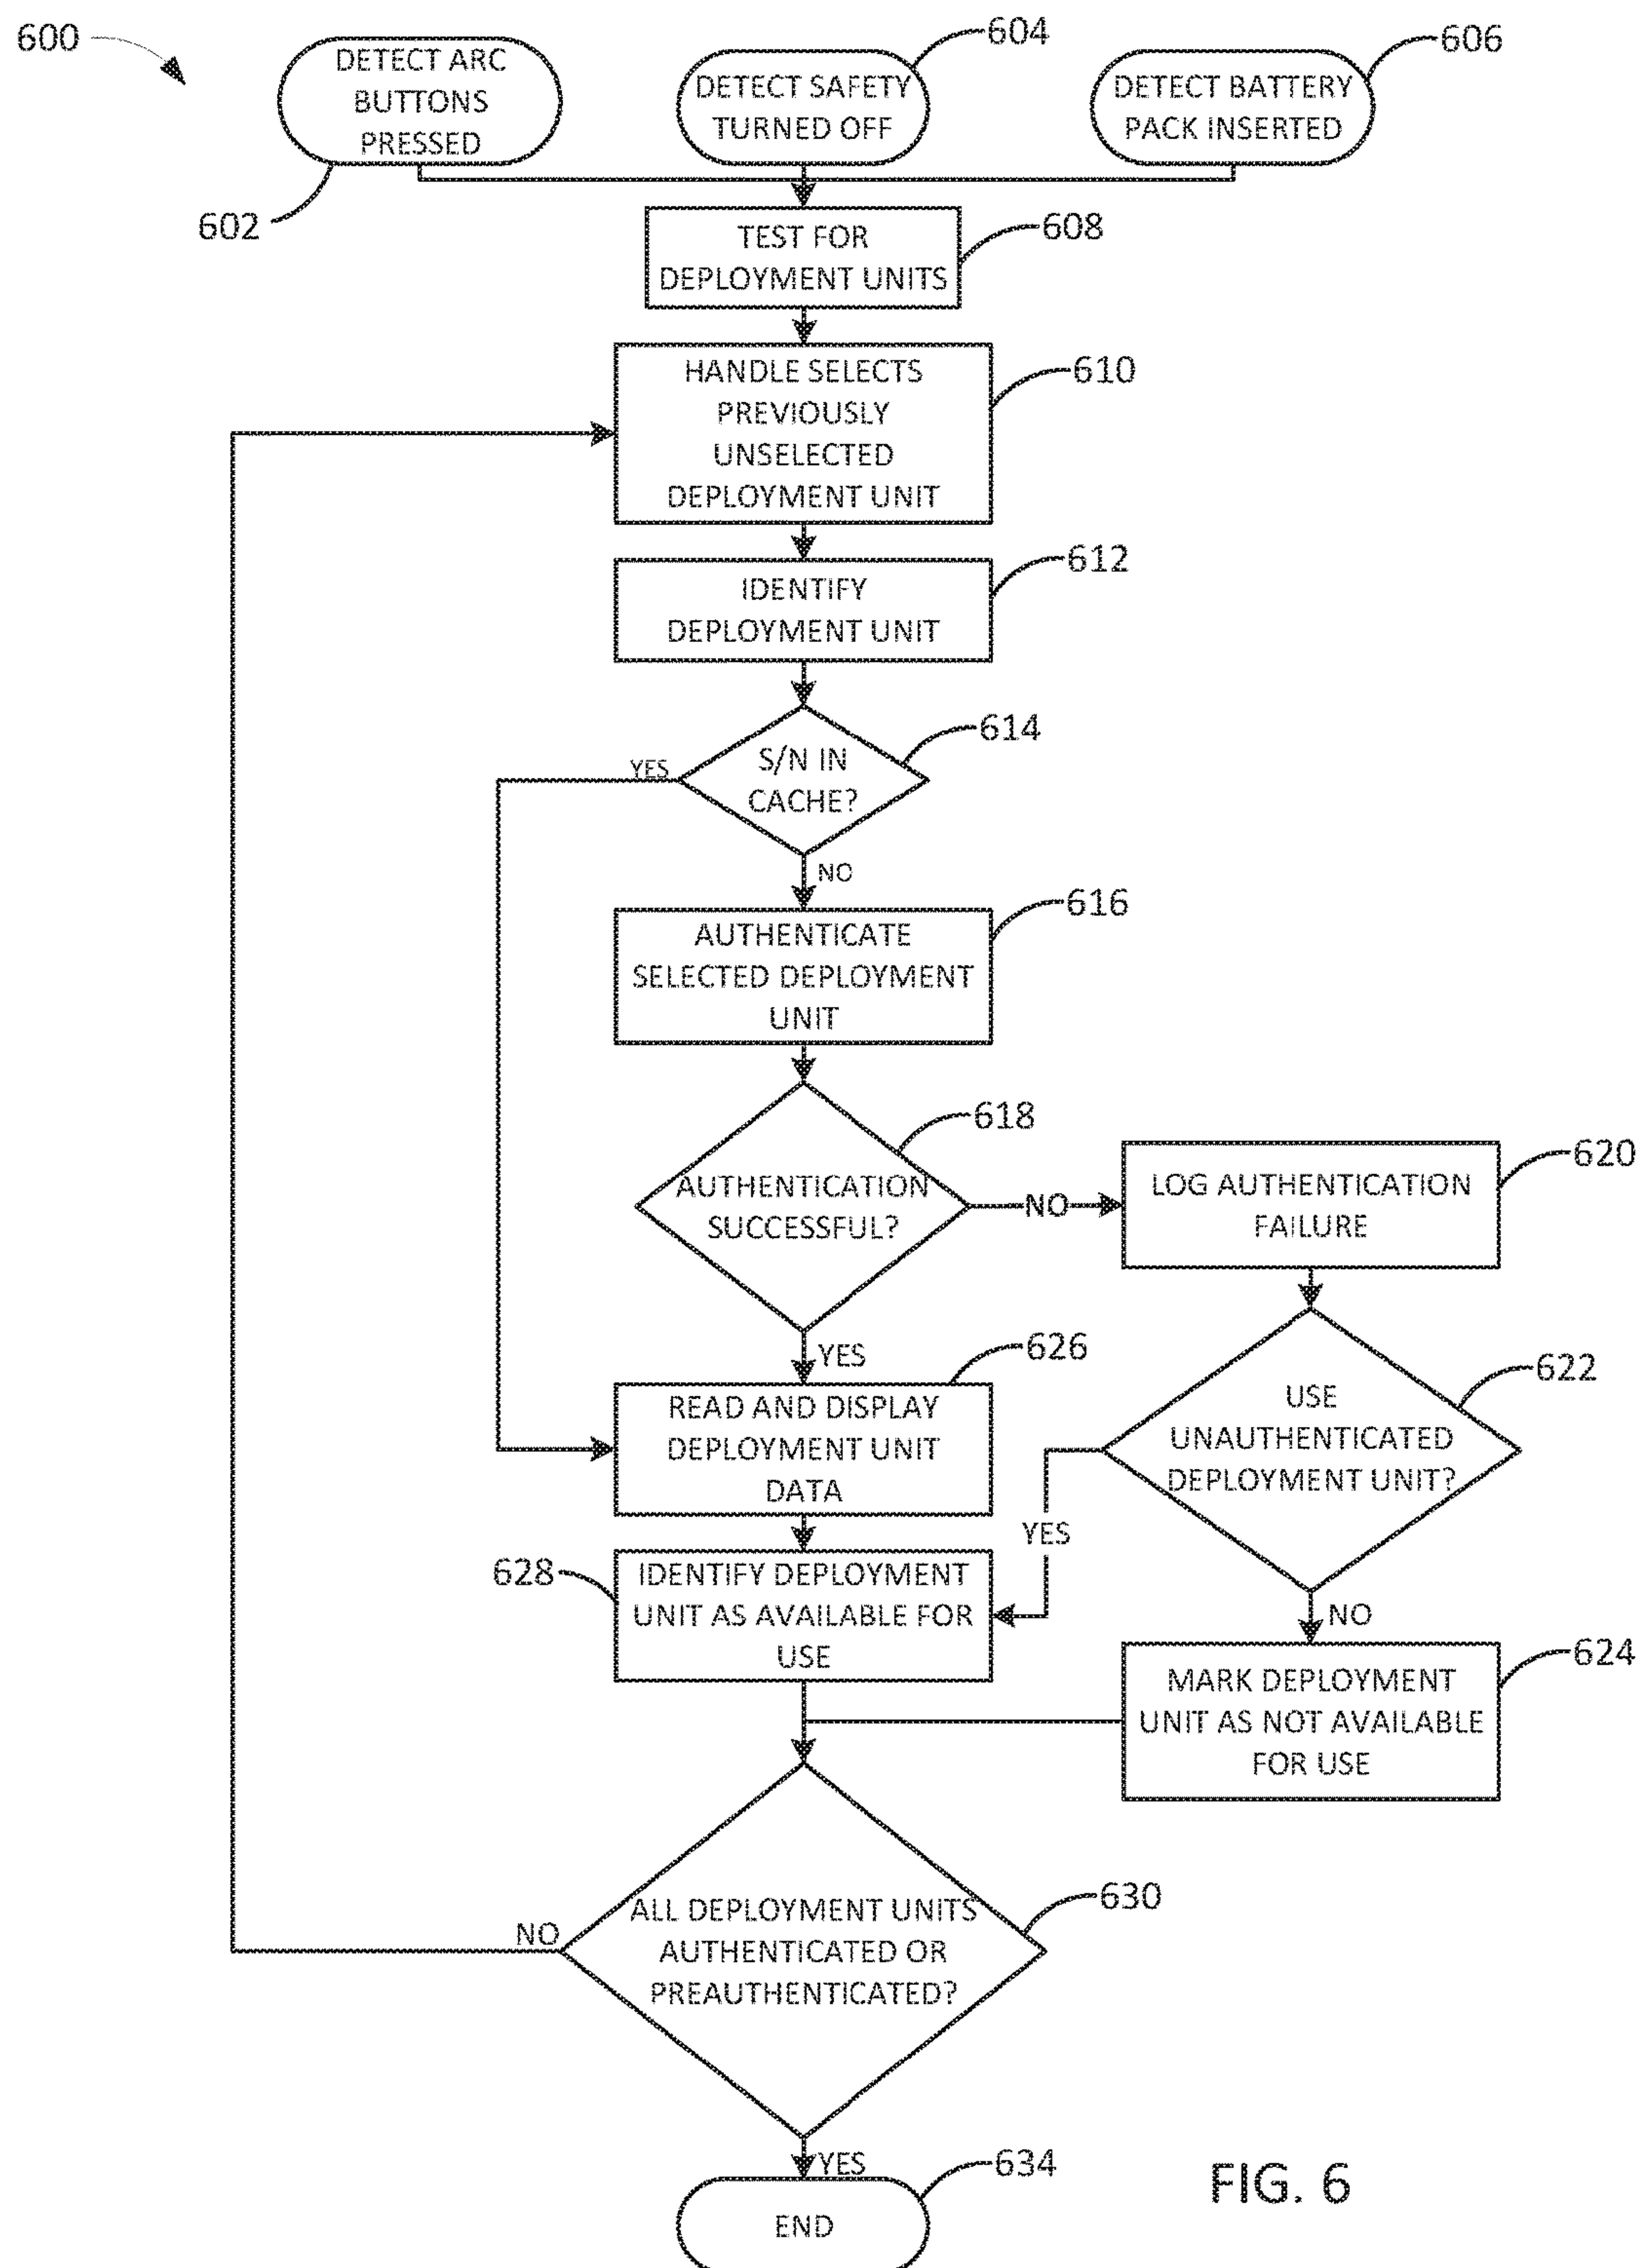 600
DETECT ARC
BUTTONS
PRESSED
602
DETECT SAFETY
TURNED OFF
604
DETECT BATTERY
PACK INSERTED
606
TEST FOR
DEPLOYMENT UNITS
608
HANDLE SELECTS
PREVIOUSLY
UNSELECTED
DEPLOYMENT UNIT
610
IDENTIFY
DEPLOYMENT UNIT
612
S/N IN
CACHE?
614
YES
NO
AUTHENTICATE
SELECTED DEPLOYMENT
UNIT
616
AUTHENTICATION
SUCCESSFUL?
618
NO
LOG AUTHENTICATION
FAILURE
620
YES
USE
UNAUTHENTICATED
DEPLOYMENT UNIT?
622
READ AND DISPLAY
DEPLOYMENT UNIT
DATA
626
YES
NO
628
IDENTIFY DEPLOYMENT
UNIT AS AVAILABLE FOR
USE
MARK DEPLOYMENT
UNIT AS NOT AVAILABLE
FOR USE
624
ALL DEPLOYMENT UNITS
AUTHENTICATED OR
PREAUTHENTICATED?
630
NO
YES
END
634
FIG. 6